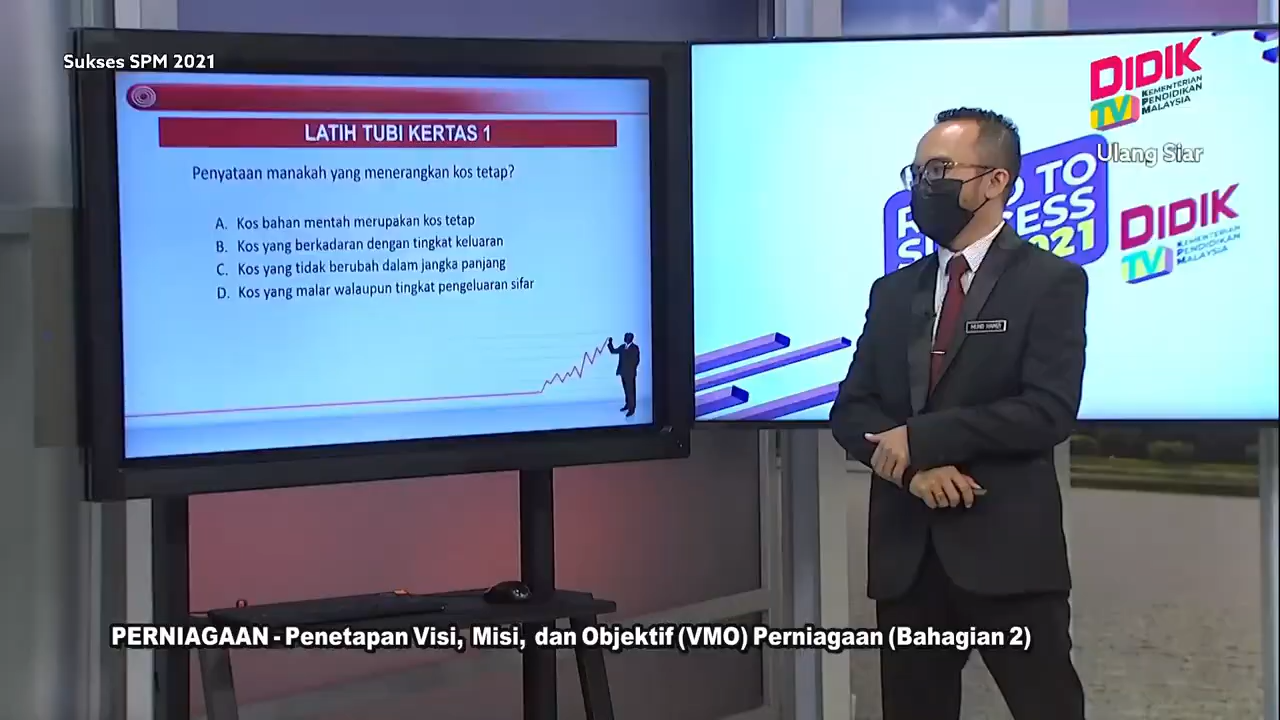 Sukses SPM 2021
LATIH TUBI KERTAS 1
Penyataan manakah yang menerangkan kos tetap?
A. Kos bahan mentah merupakan kos tetap
B. Kos yang berkadaran dengan tingkat keluaran
C. Kos yang tidak berubah dalam jangka panjang
D. Kos yang malar walaupun tingkat pengeluaran sifar
DIDIK
TV
KEMENTERIAN
PENDIDIKAN
MALAYSIA
Ulang Siar
TO
DIDIK
TV
KEMENTERIAN
PENDIDIKAN
MALAYSIA
PERNIAGAAN - Penetapan Visi, Misi, dan Objektif (VMO) Perniagaan (Bahagian 2)